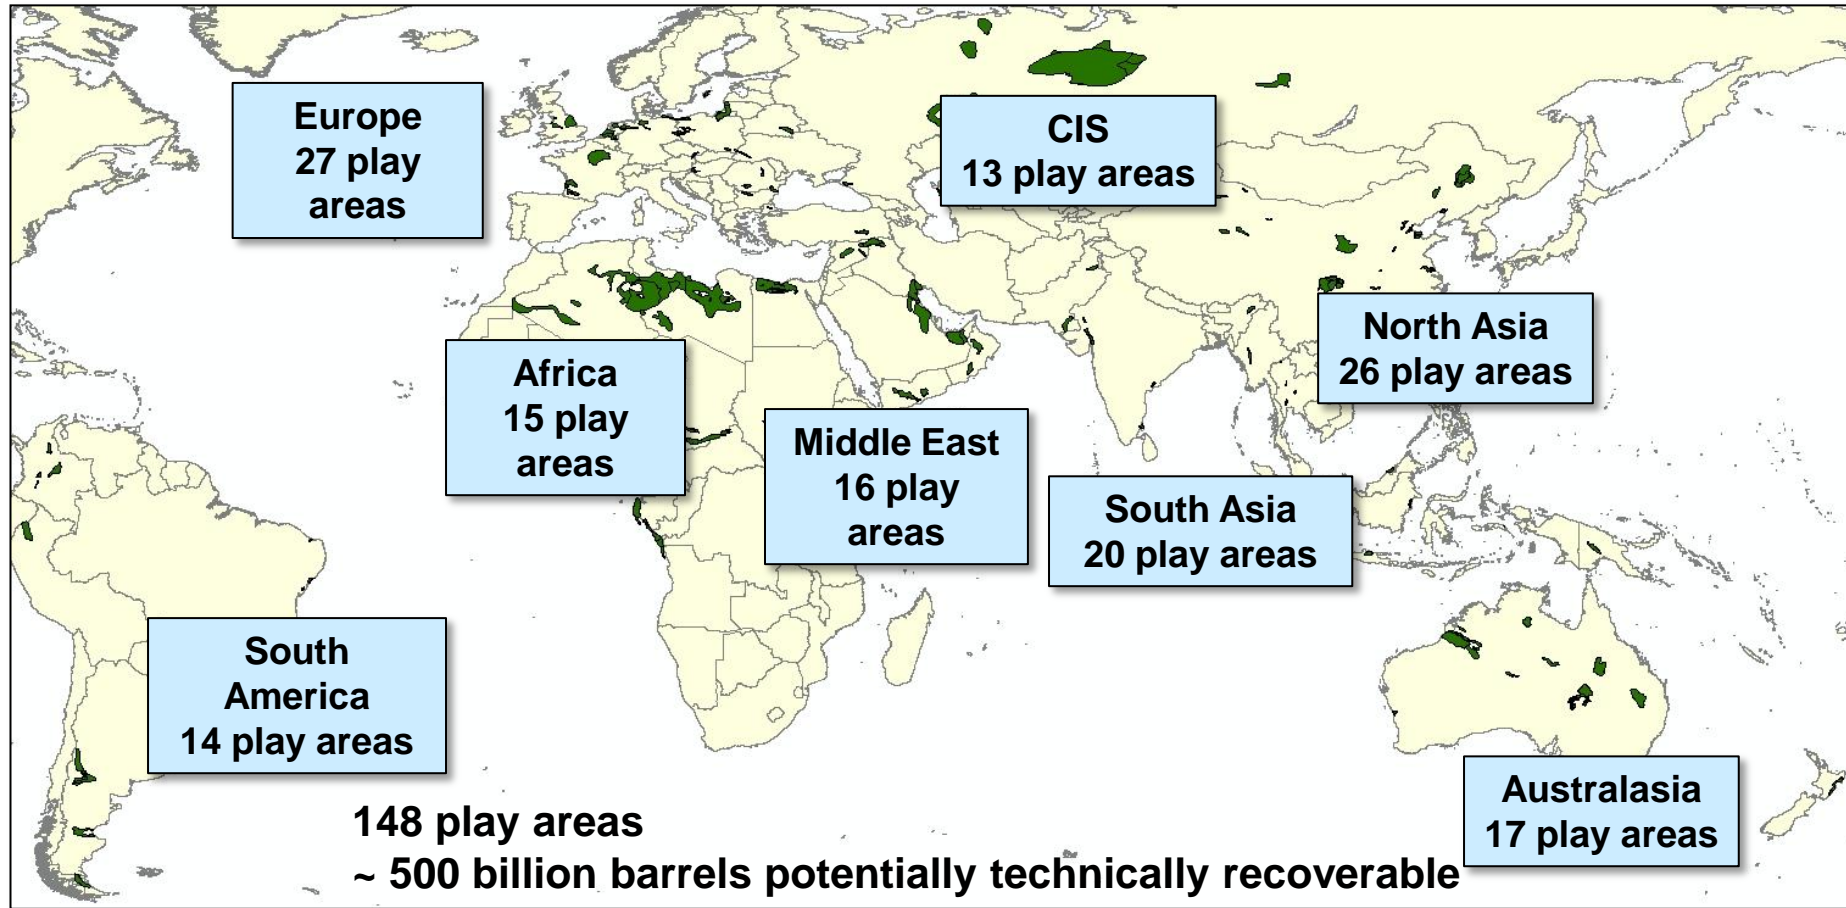 Europe
27 play
areas
CIS
13 play areas
North Asia
26 play areas
Africa
15 play
areas
Middle East
16 play
areas
South Asia
20 play areas
South
America
14 play areas
Australasia
17 play areas
148 play areas
~ 500 billion barrels potentially technically recoverable